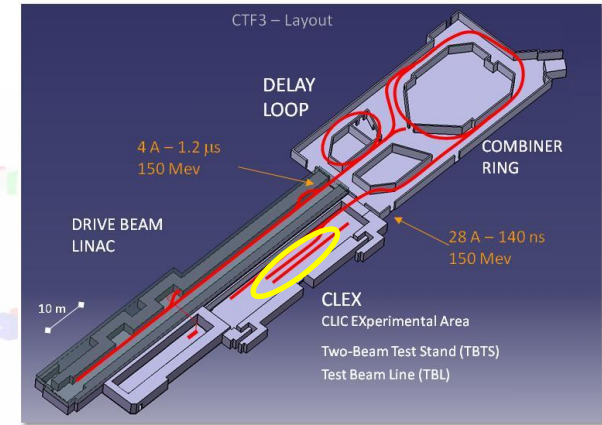 CTF3 – Layout
DELAY
LOOP
4 A – 1.2 μs
150 Mev
COMBINER
RING
DRIVE BEAM
LINAC
28 A – 140 ns
150 Mev
10 m
CLEX
CLIC EXperimental Area
Two-Beam Test Stand (TBTS)
Test Beam Line (TBL)